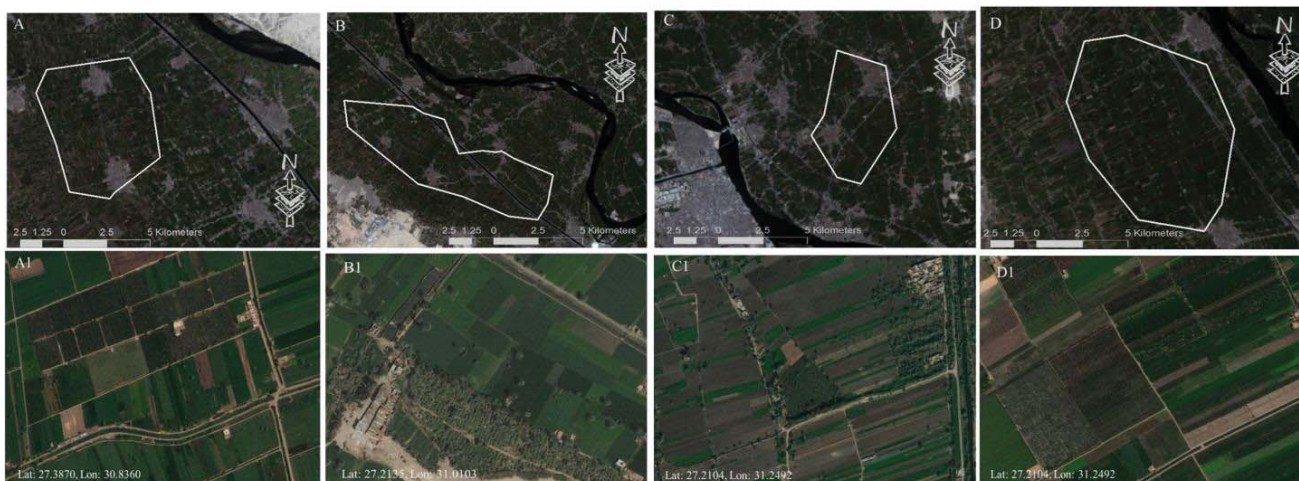 A
N
2.5 1.25 0 2.5 5 Kilometers
B
N
2.5 1.25 0 2.5 5 Kilometers
C
N
2.5 1.25 0 2.5 5 Kilometers
D
N
2.5 1.25 0 2.5 5 Kilometers
A1
Lat: 27.3870, Lon: 30.8360
B1
Lat: 27.2135, Lon: 31.0103
C1
Lat: 27.2104, Lon: 31.2492
D1
Lat: 27.2104, Lon: 31.2492